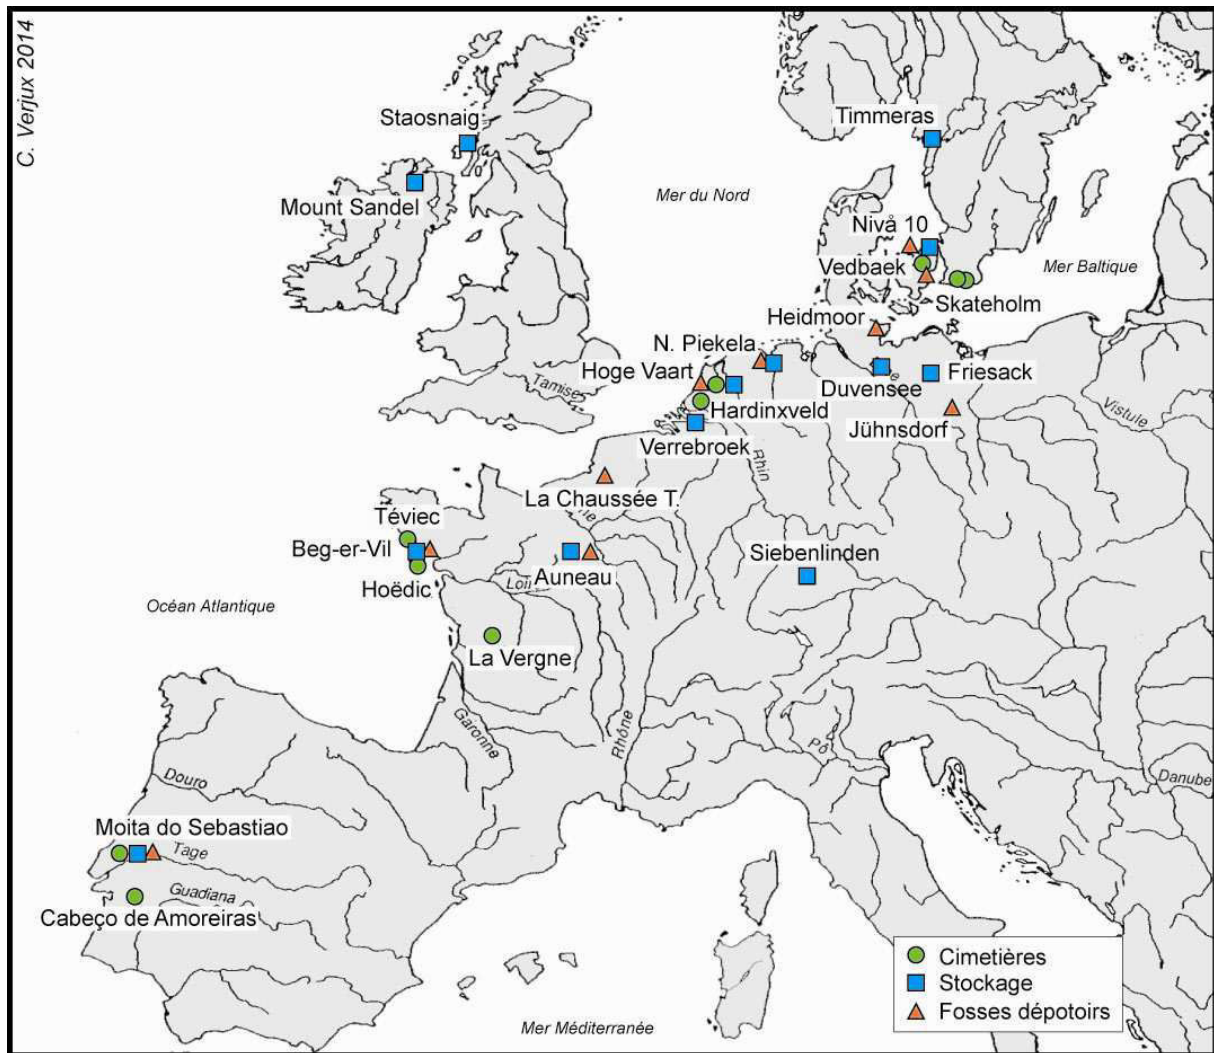 C. Verjux 2014
Staosnaig
Timmeras
Mer du Nord
Mount Sandel
Nivå 10
Vedbaek
Mer Baltique
Skateholm
Heidmoor
N. Piekela
Hoge Vaart
Friesack
Duvensee
Tamise
Hardinxveld
Vistule
Jühnsdorf
Verrebroek
Rhin
La Chaussée T.
Téviec
Beg-er-Vil
Siebenlinden
Auneau
Hoëdic
Océan Atlantique
La Vergne
Garonne
Rhône
Pô
Douro
Danube
Moita do Sebastiao
Tage
Guadiana
Cabeço de Amoreiras
Cimetières
Stockage
Fosses dépotoirs
Mer Méditerranée